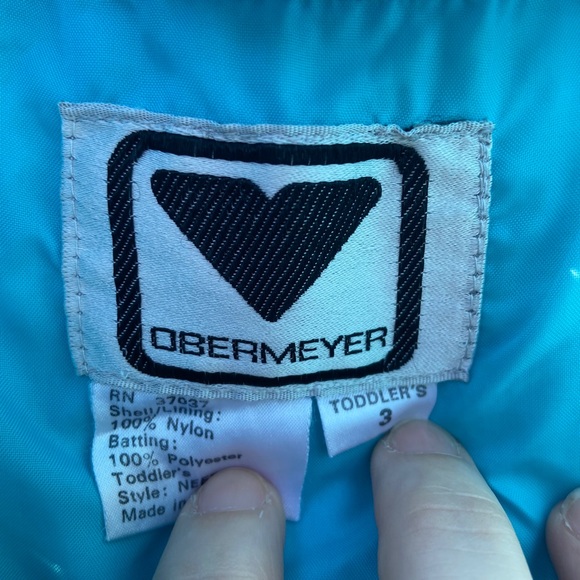 OBERMEYER
RN 37037
Shell/Lining:
100% Nylon
Batting:
100% Polyester
Toddler's
Style:
Made in
TODDLER'S
3